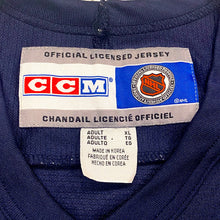 OFFICIAL LICENSED JERSEY
CCM
NHL
CHANDAIL LICENCIÉ OFFICIEL
ADULT XL
ADULTE TG
ADULTO EG
MADE IN KOREA
FABRIQUÉ EN CORÉE
HECHO EN COREA